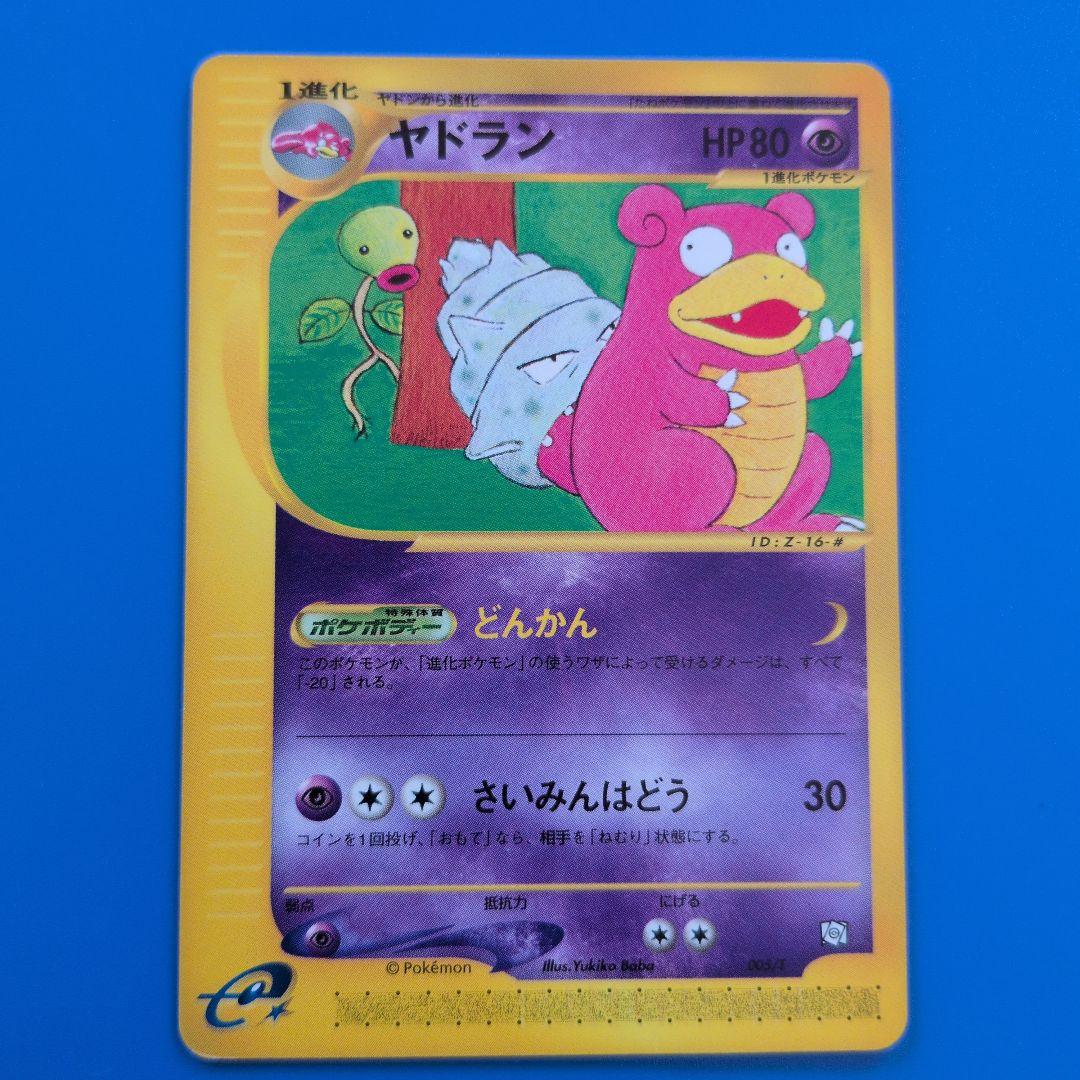 1進化
ヤドンから進化
ヤドラン HP80
1進化ポケモン
ID:Z-16-#
特殊体質
ポケボディー どんかん
このポケモンが、「進化ポケモン」の使うワザによって受けるダメージは、すべて
「-20」される。
さいみんはどう 30
コインを1回投げ、「おもて」なら、相手を「ねむり」状態にする。
弱点 抵抗力 にげる
© Pokémon Illus. Yukiko Baba 005/T
e